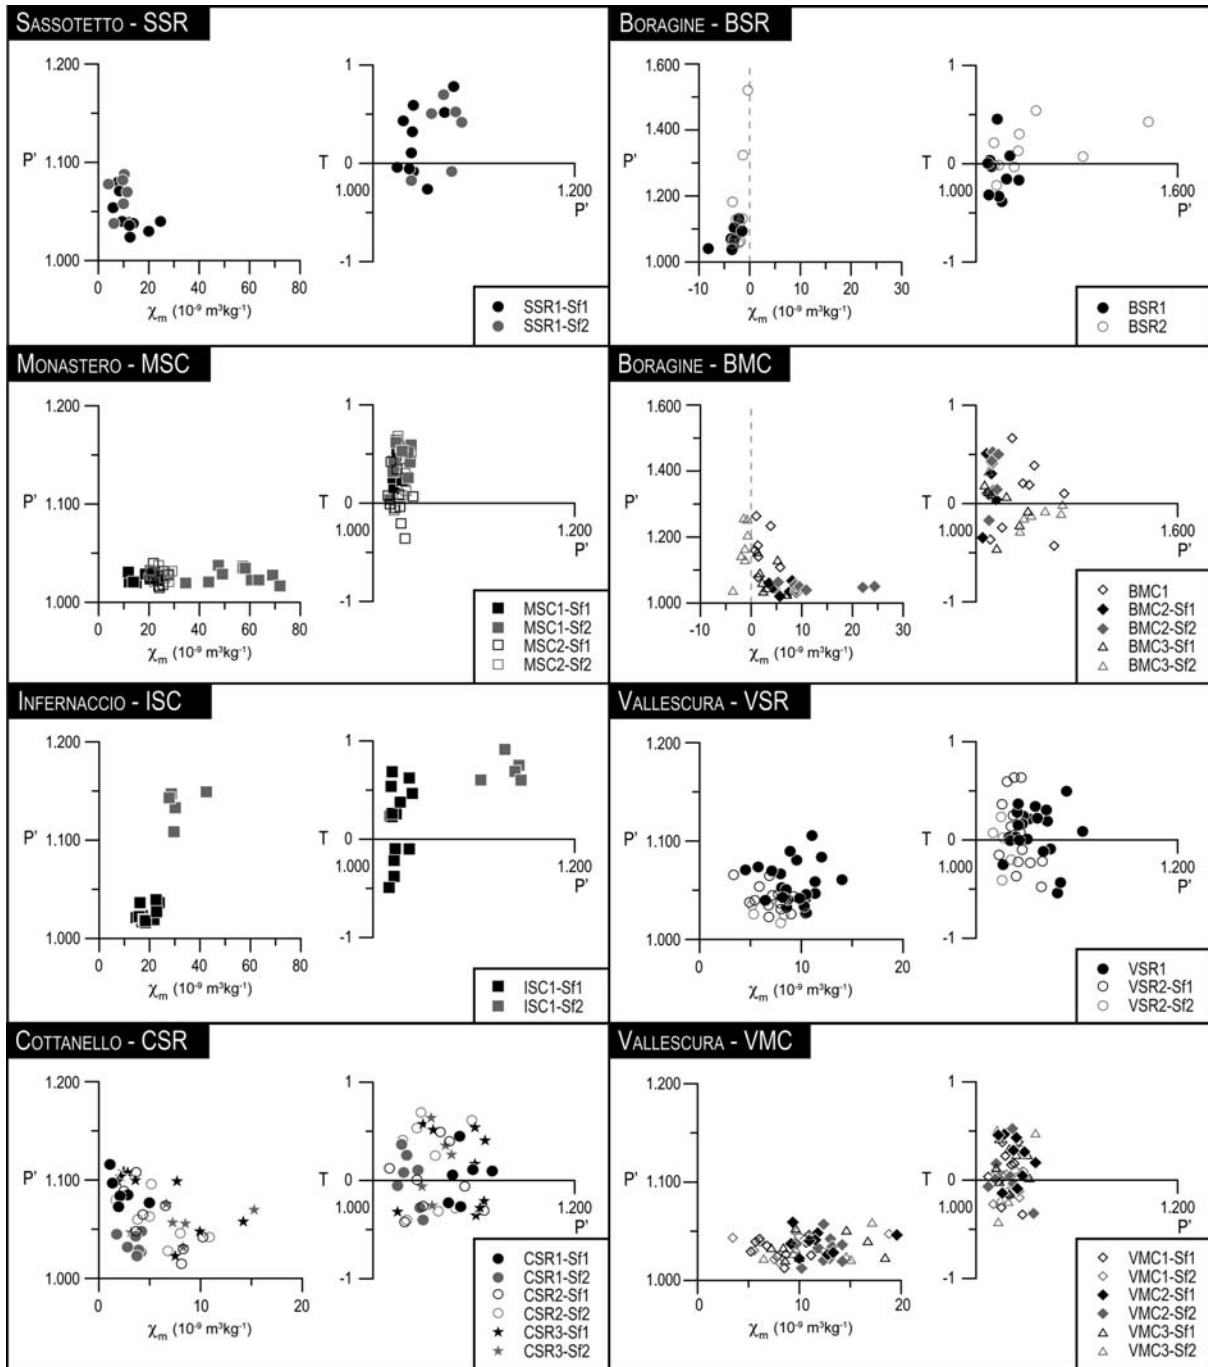 SASSOTETTO - SSR
1.200
1.100
1.000
P'
0 20 40 60 80
χm (10-9 m3kg-1)
1
T 0
1.000
1.200
P'
-1
SSR1-Sf1
SSR1-Sf2
BORAGINE - BSR
1.600
1.500
1.400
1.300
1.200
1.100
1.000
P'
-10 0 10 20 30
χm (10-9 m3kg-1)
1
T 0
1.000
1.600
P'
-1
BSR1
BSR2
MONASTERO - MSC
1.200
1.100
1.000
P'
0 20 40 60 80
χm (10-9 m3kg-1)
1
T 0
1.000
1.200
P'
-1
MSC1-Sf1
MSC1-Sf2
MSC2-Sf1
MSC2-Sf2
BORAGINE - BMC
1.600
1.400
1.300
1.200
1.000
P'
-10 0 10 20 30
χm (10-9 m3kg-1)
1
T 0
1.000
1.600
P'
-1
BMC1
BMC2-Sf1
BMC2-Sf2
BMC3-Sf1
BMC3-Sf2
INFERNACCIO - ISC
1.200
1.100
1.000
P'
0 20 40 60 80
χm (10-9 m3kg-1)
1
T 0
1.000
1.200
P'
-1
ISC1-Sf1
ISC1-Sf2
VALLESCURA - VSR
1.200
1.100
1.000
P'
0 10 20
χm (10-9 m3kg-1)
1
T 0
1.000
1.200
P'
-1
VSR1
VSR2-Sf1
VSR2-Sf2
COTTANELLO - CSR
1.200
1.100
1.000
P'
0 10 20
χm (10-9 m3kg-1)
1
T 0
1.000
1.200
P'
-1
CSR1-Sf1
CSR1-Sf2
CSR2-Sf1
CSR2-Sf2
CSR3-Sf1
CSR3-Sf2
VALLESCURA - VMC
1.200
1.100
1.000
P'
0 10 20
χm (10-9 m3kg-1)
1
T 0
1.000
1.200
P'
-1
VMC1-Sf1
VMC1-Sf2
VMC2-Sf1
VMC2-Sf2
VMC3-Sf1
VMC3-Sf2